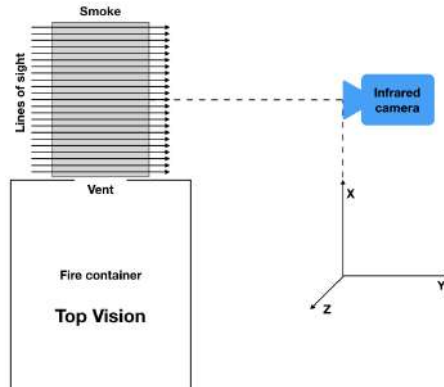 Smoke
Lines of sight
Infrared
camera
Vent
X
Fire container
Y
Top Vision
Z